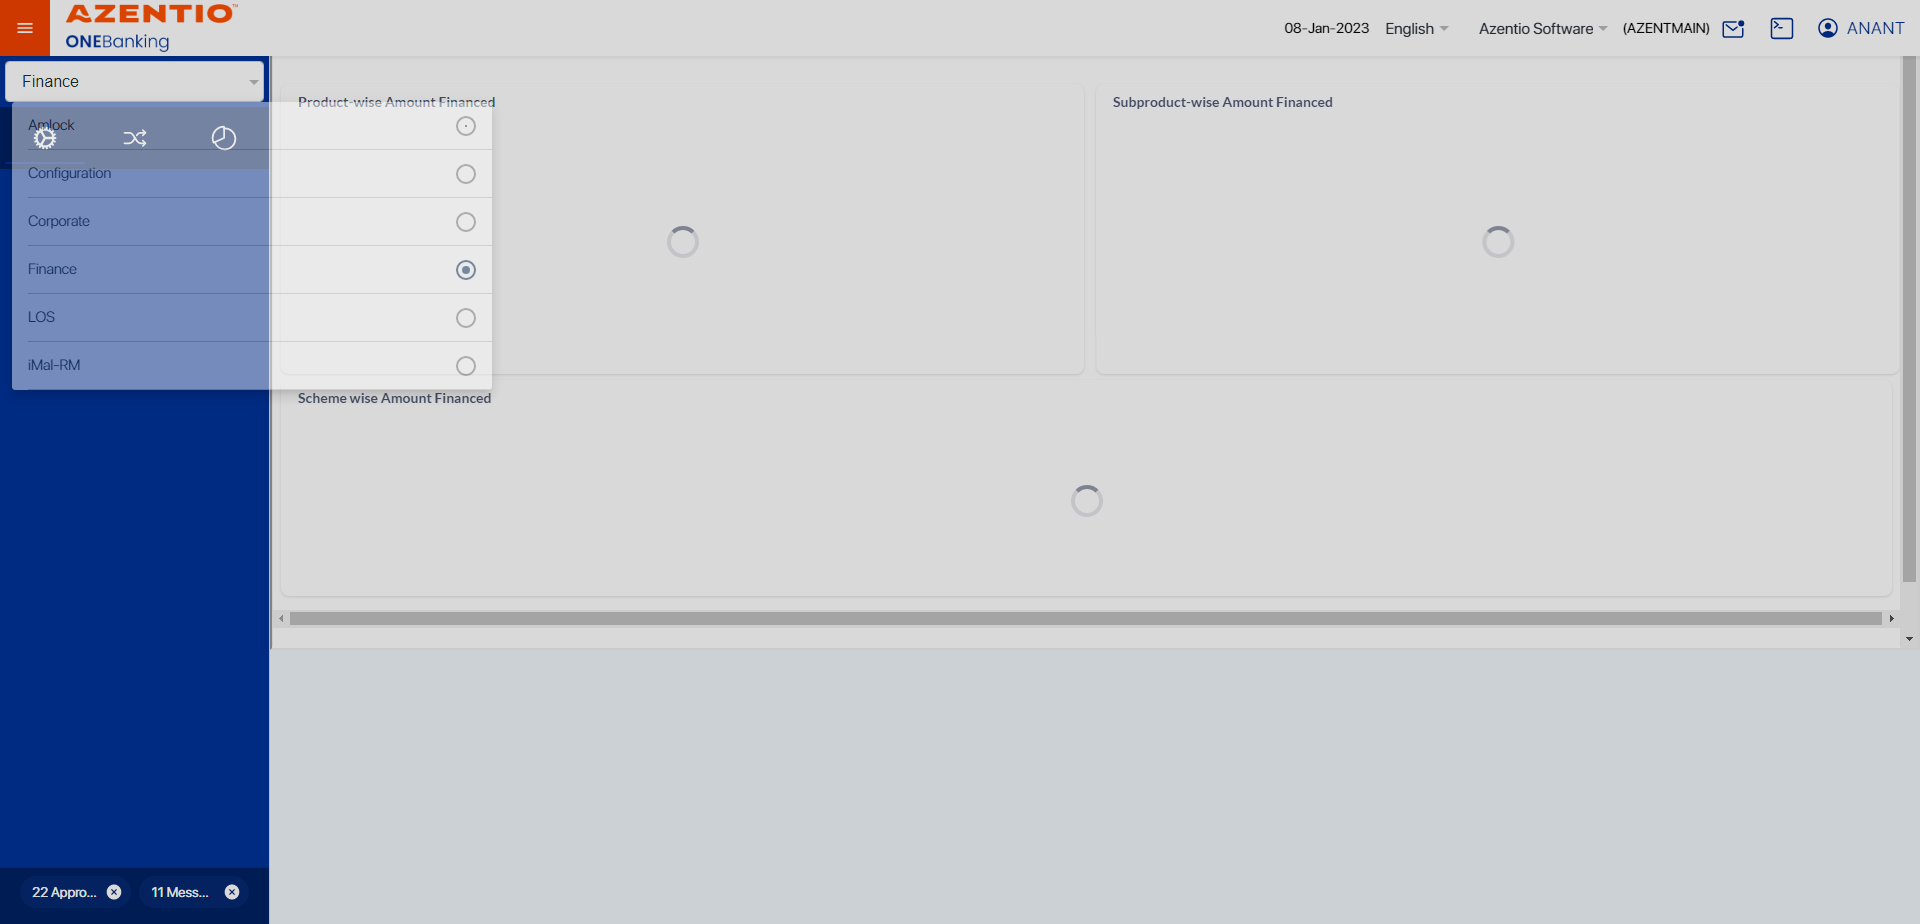 AZENTIO™
ONEBanking
08-Jan-2023 English Azentio Software (AZENTMAIN) ANANT
Finance
Amlock
Configuration
Corporate
Finance
LOS
iMal-RM
Product-wise Amount Financed
Subproduct-wise Amount Financed
Scheme wise Amount Financed
22 Appro...
11 Mess...